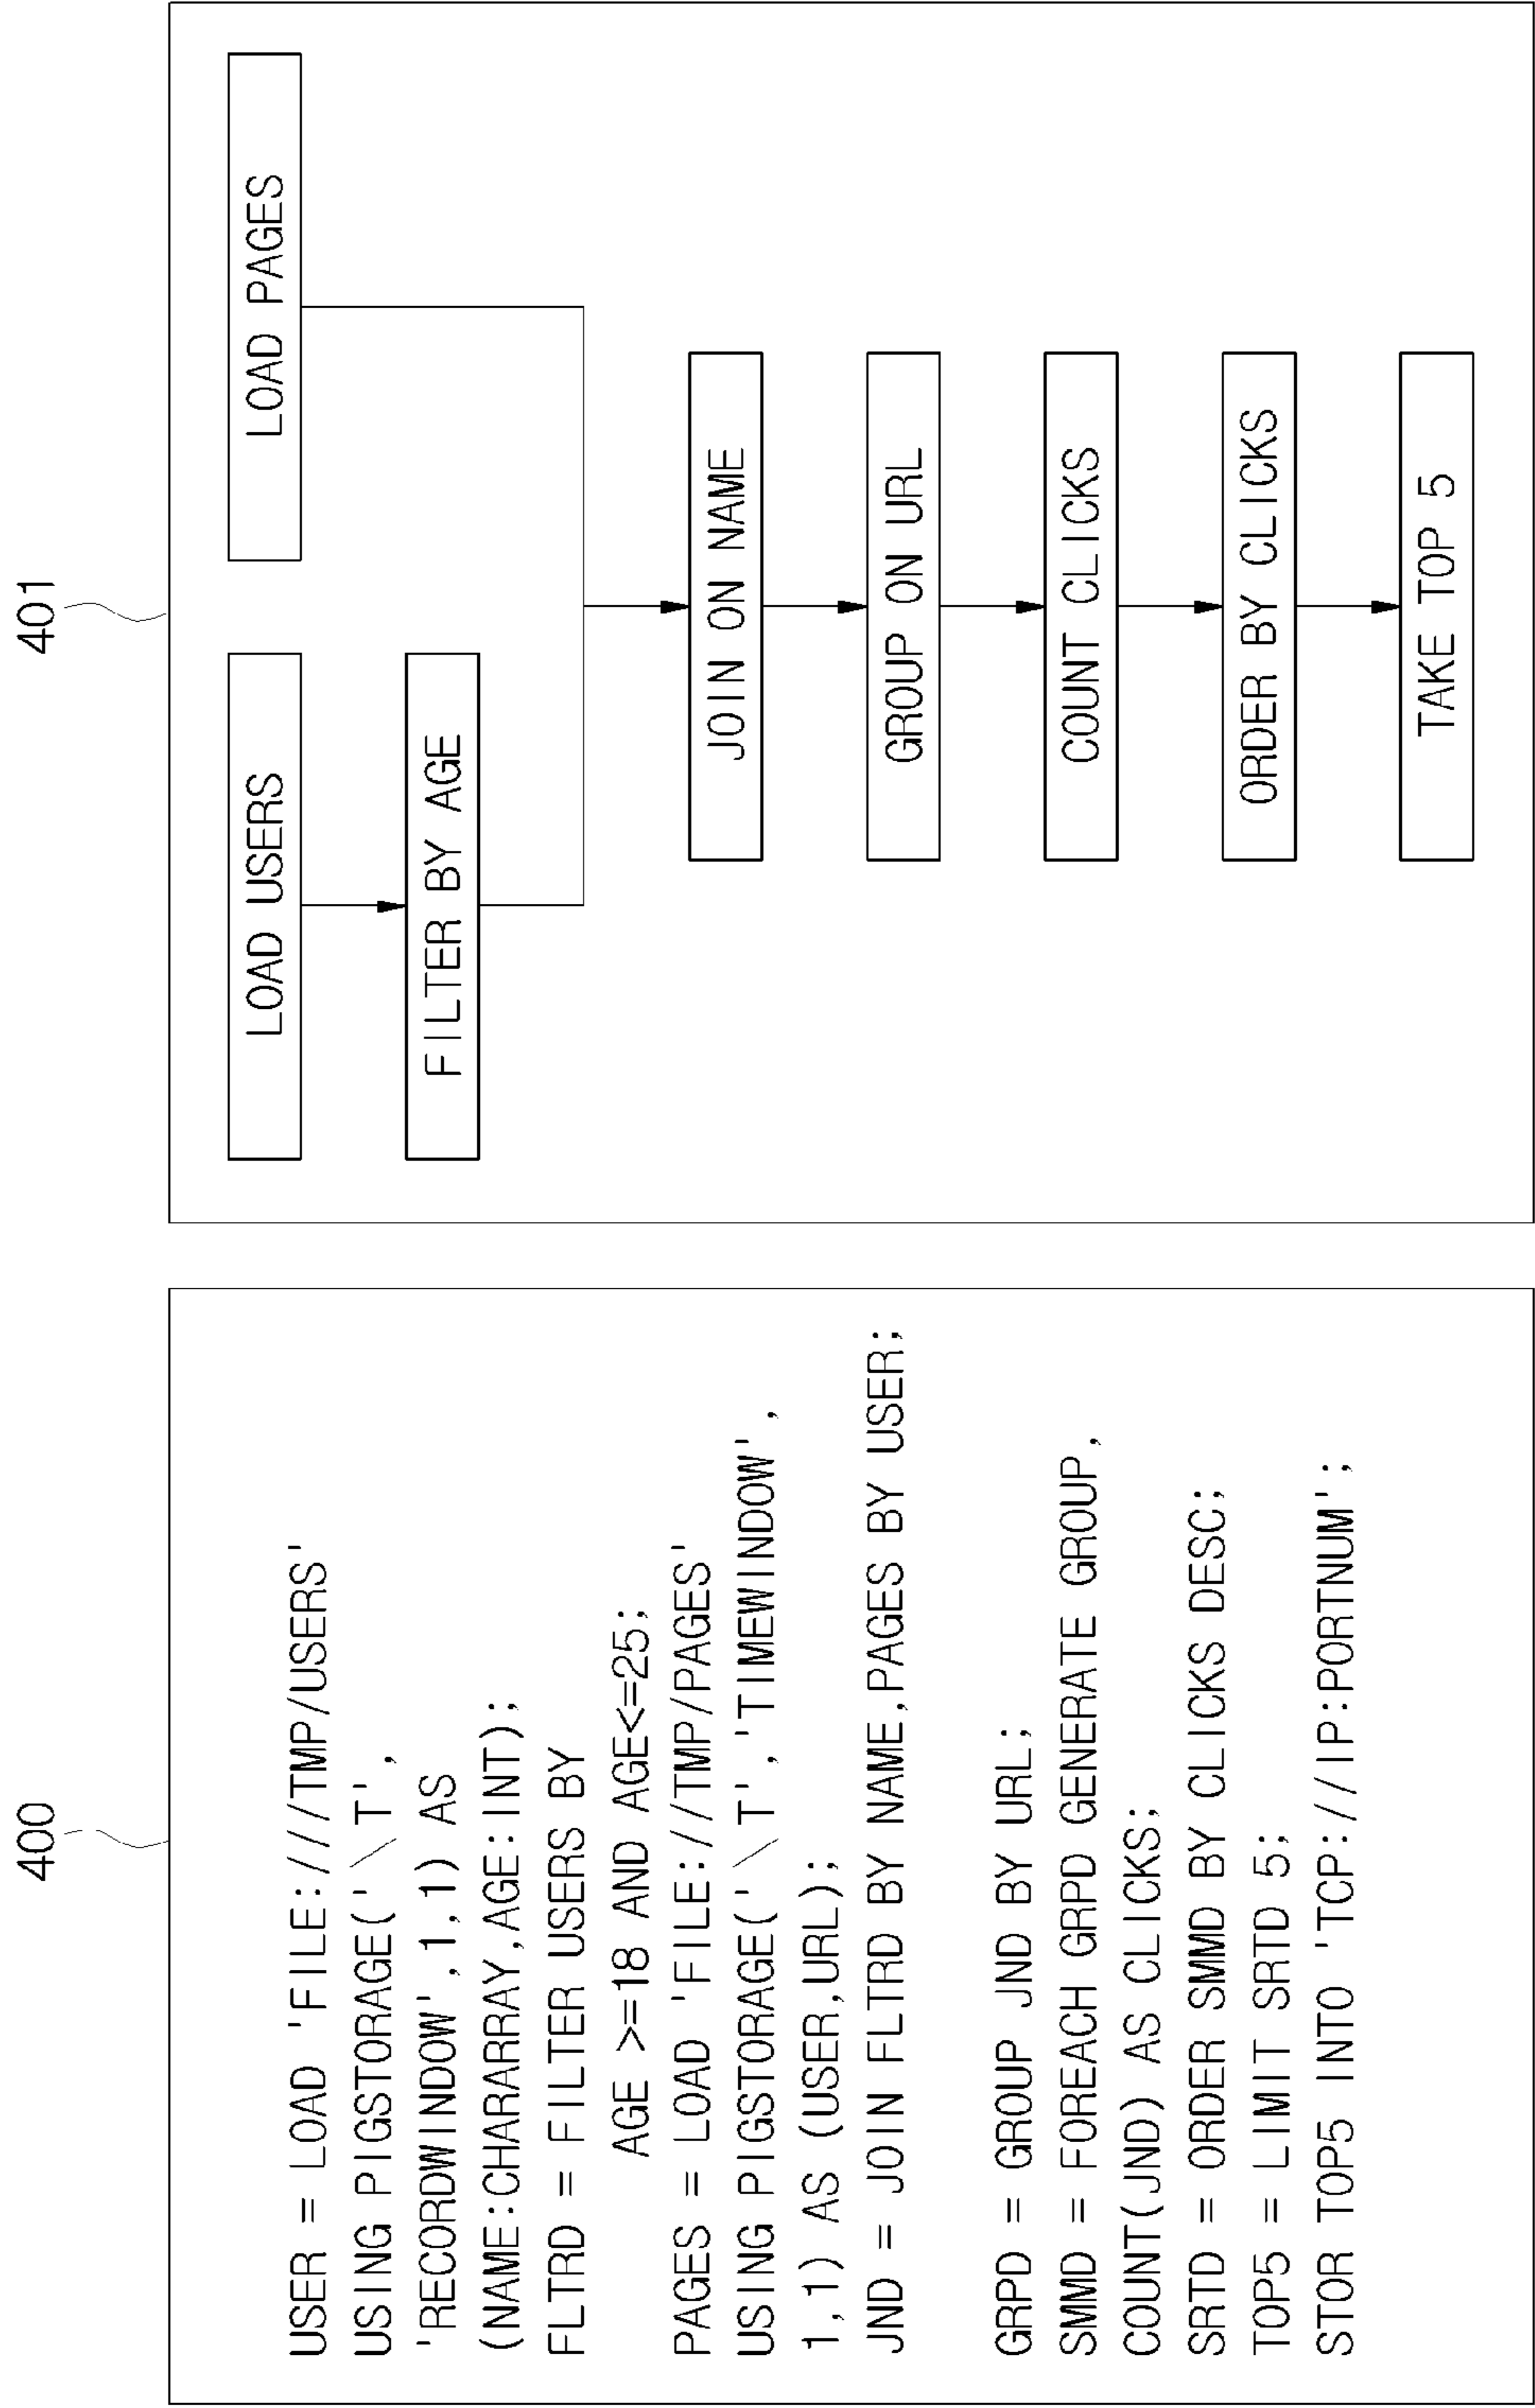 400
USER = LOAD 'FILE:///TMP/USERS'
USING PIGSTORAGE('\T',
'RECORDWINDOW',1,1) AS
(NAME:CHARARRAY,AGE:INT);
FLTRD = FILTER USERS BY
AGE >=18 AND AGE<=25;
PAGES = LOAD 'FILE://TMP/PAGES'
USING PIGSTORAGE('\T','TIMEWINDOW',
1,1) AS (USER,URL);
JND = JOIN FLTRD BY NAME,PAGES BY USER;
GRPD = GROUP JND BY URL;
SMMD = FOREACH GRPD GENERATE GROUP,
COUNT(JND) AS CLICKS;
SRTD = ORDER SMMD BY CLICKS DESC;
TOP5 = LIMIT SRTD 5;
STOR TOP5 INTO 'TCP://IP:PORTNUM';
401
LOAD USERS
LOAD PAGES
FILTER BY AGE
JOIN ON NAME
GROUP ON URL
COUNT CLICKS
ORDER BY CLICKS
TAKE TOP 5